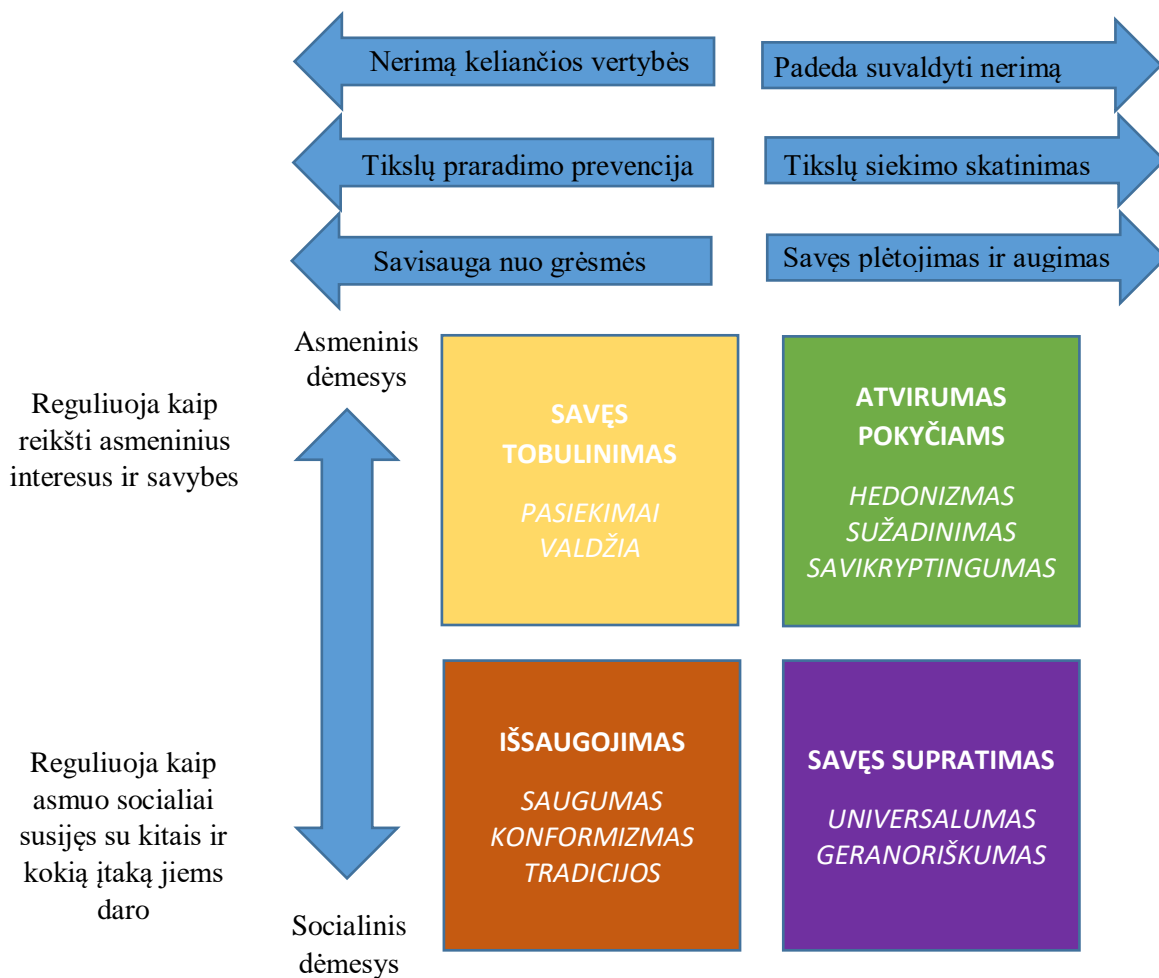 Nerimą keliančios vertybės
Padeda suvaldyti nerimą
Tikslų praradimo prevencija
Tikslų siekimo skatinimas
Savisauga nuo grėsmės
Savęs plėtojimas ir augimas
Asmeninis
dėmesys
Reguliuoja kaip
reikšti asmeninius
interesus ir savybes
SAVĘS
TOBULINIMAS
PASIEKIMAI
VALDŽIA
ATVIRUMAS
POKYČIAMS
HEDONIZMAS
SUŽADINIMAS
SAVIKRYPTINGUMAS
Reguliuoja kaip
asmuo socialiai
susijęs su kitais ir
kokią įtaką jiems
daro
IŠSAUGOJIMAS
SAUGUMAS
KONFORMIZMAS
TRADICIJOS
SAVĘS SUPRATIMAS
UNIVERSALUMAS
GERANORIŠKUMAS
Socialinis
dėmesys